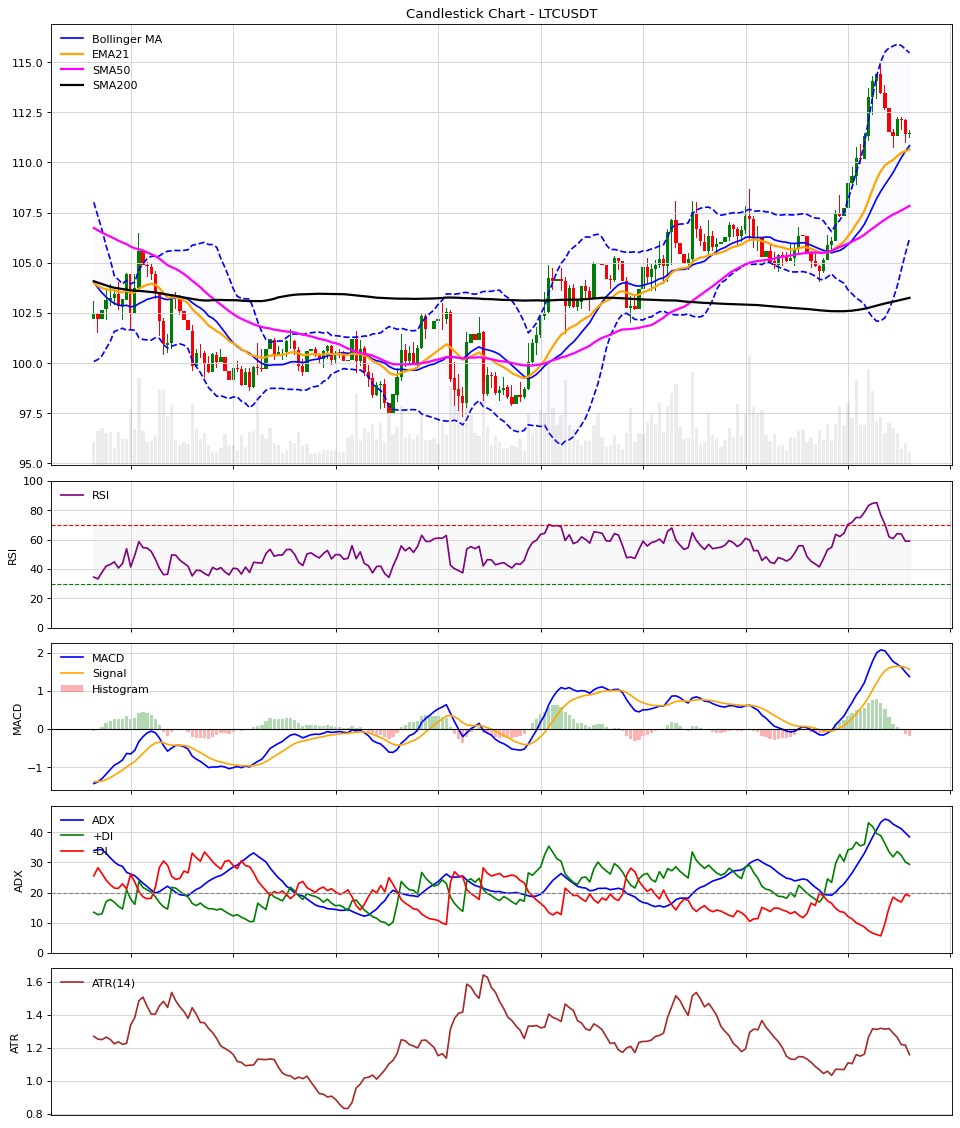 Candlestick Chart - LTCUSDT
Bollinger MA
EMA21
SMA50
SMA200
115.0
112.5
110.0
107.5
105.0
102.5
100.0
97.5
95.0
RSI
100
80
60
40
20
0
RSI
MACD
Signal
Histogram
2
1
0
−1
MACD
ADX
+DI
-DI
40
30
20
10
0
ADX
ATR(14)
1.6
1.4
1.2
1.0
0.8
ATR